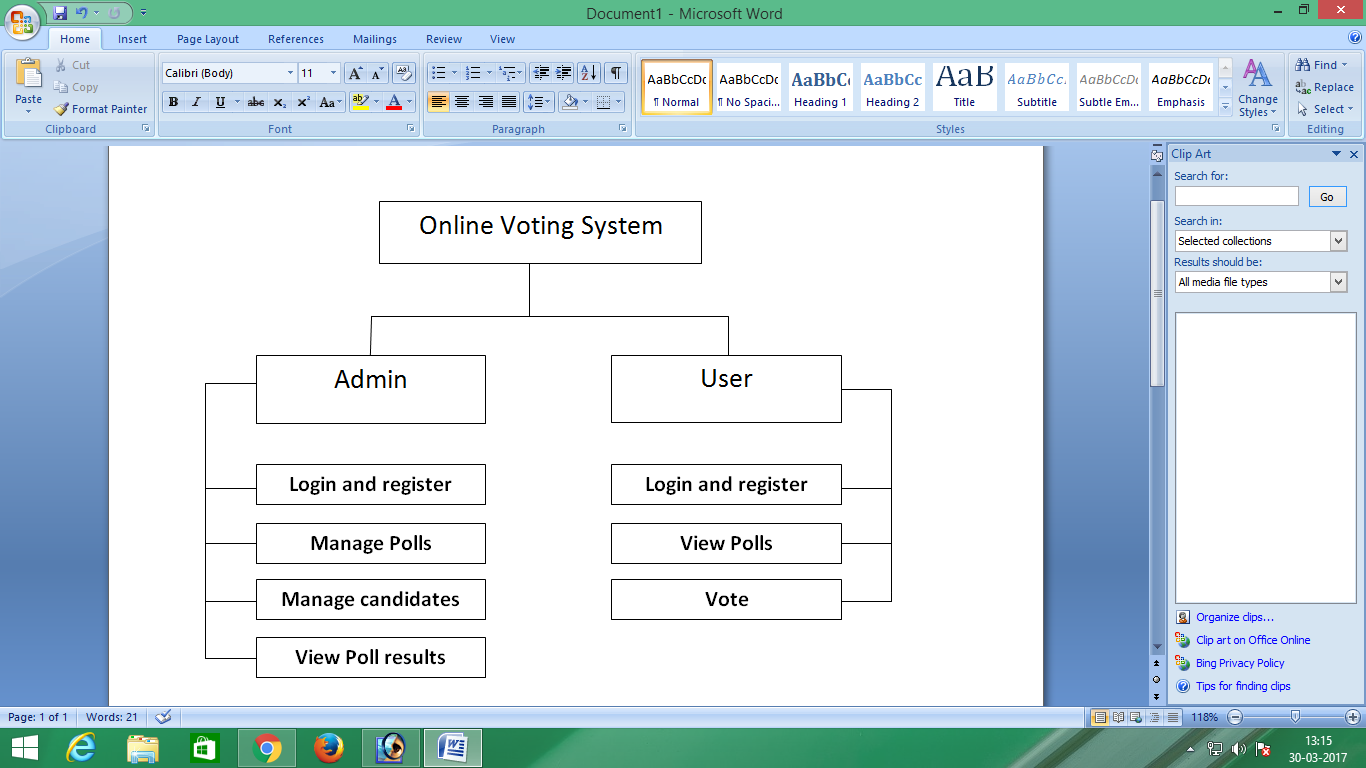 Document1 - Microsoft Word
Home Insert Page Layout References Mailings Review View
Paste
Cut
Copy
Format Painter
Clipboard
Calibri (Body) 11
B I U abc x₂ x² Aa
Font
Paragraph
AaBbCcDc AaBbCcDc AaBbC AaBbCc AaB AaBbCc. AaBbCcDc AaBbCcDc
¶ Normal ¶ No Spaci... Heading 1 Heading 2 Title Subtitle Subtle Em... Emphasis
Change Styles
Styles
Find
Replace
Select
Editing
Online Voting System
Admin
Login and register
Manage Polls
Manage candidates
View Poll results
User
Login and register
View Polls
Vote
Clip Art
Search for:
Go
Search in:
Selected collections
Results should be:
All media file types
Organize clips...
Clip art on Office Online
Bing Privacy Policy
Tips for finding clips
Page: 1 of 1 Words: 21
118%
13:15
30-03-2017